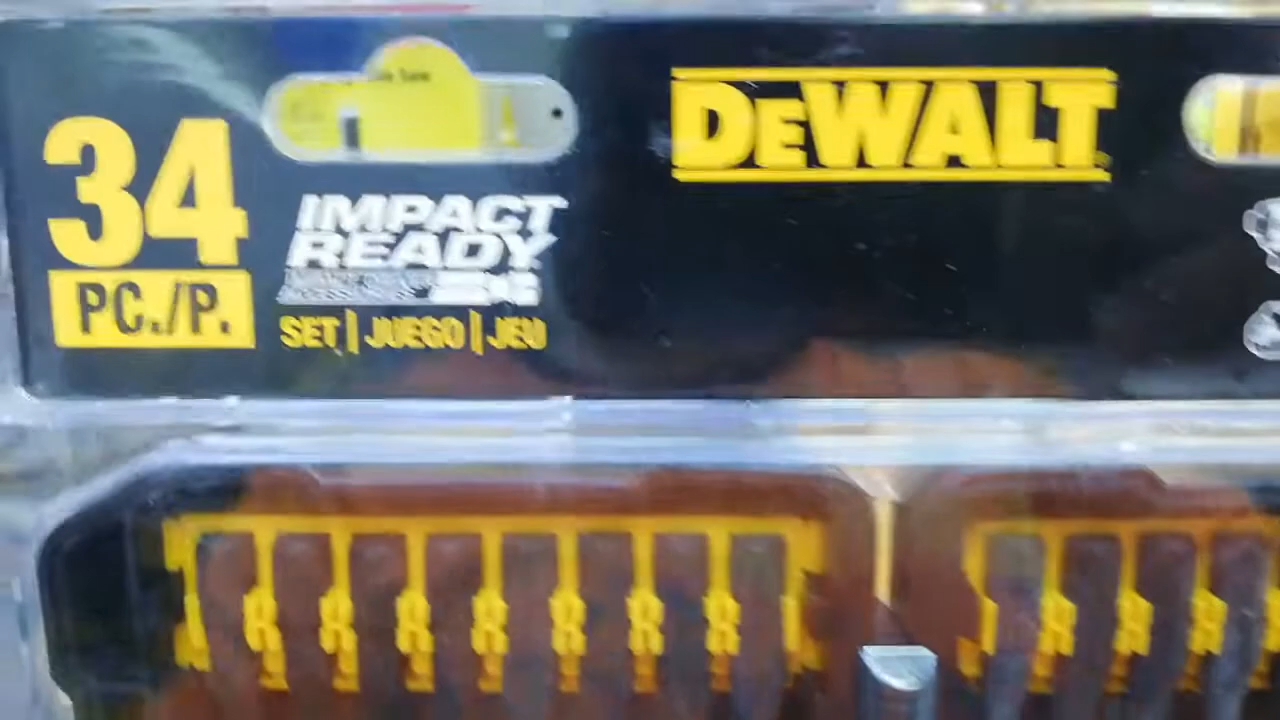 34
PC./P.
IMPACT
READY
SET | JUEGO | JEU
DEWALT